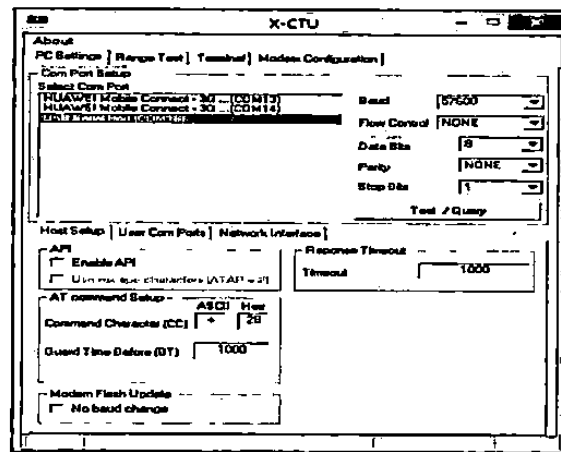 X-CTU
About
PC Settings Range Test Terminal Modem Configuration
Com Port Setup
Select Com Port
HUAWEI Mobile Connect - 3G ... (COM13)
HUAWEI Mobile Connect - 3G ... (COM14)
Baud 57600
Flow Control NONE
Data Bits 8
Parity NONE
Stop Bits 1
Test / Query
Host Setup User Com Ports Network Interface
API
Enable API
Use escape characters (ATAP = 2)
Reponse Timeout
Timeout 1000
AT command Setup
ASCII Hex
Command Character (CC) + 2B
Guard Time Before (BT) 1000
Modem Flash Update
No baud change